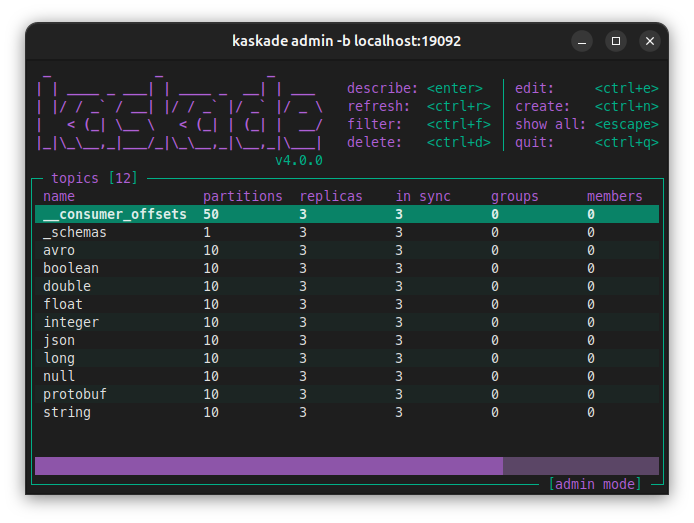 kaskade admin -b localhost:19092
kaskade
describe: <enter> edit: <ctrl+e>
refresh: <ctrl+r> create: <ctrl+n>
filter: <ctrl+f> show all: <escape>
delete: <ctrl+d> quit: <ctrl+q>
v4.0.0
topics [12]
name partitions replicas in sync groups members
__consumer_offsets 50 3 3 0 0
_schemas 1 3 3 0 0
avro 10 3 3 0 0
boolean 10 3 3 0 0
double 10 3 3 0 0
float 10 3 3 0 0
integer 10 3 3 0 0
json 10 3 3 0 0
long 10 3 3 0 0
null 10 3 3 0 0
protobuf 10 3 3 0 0
string 10 3 3 0 0
[admin mode]